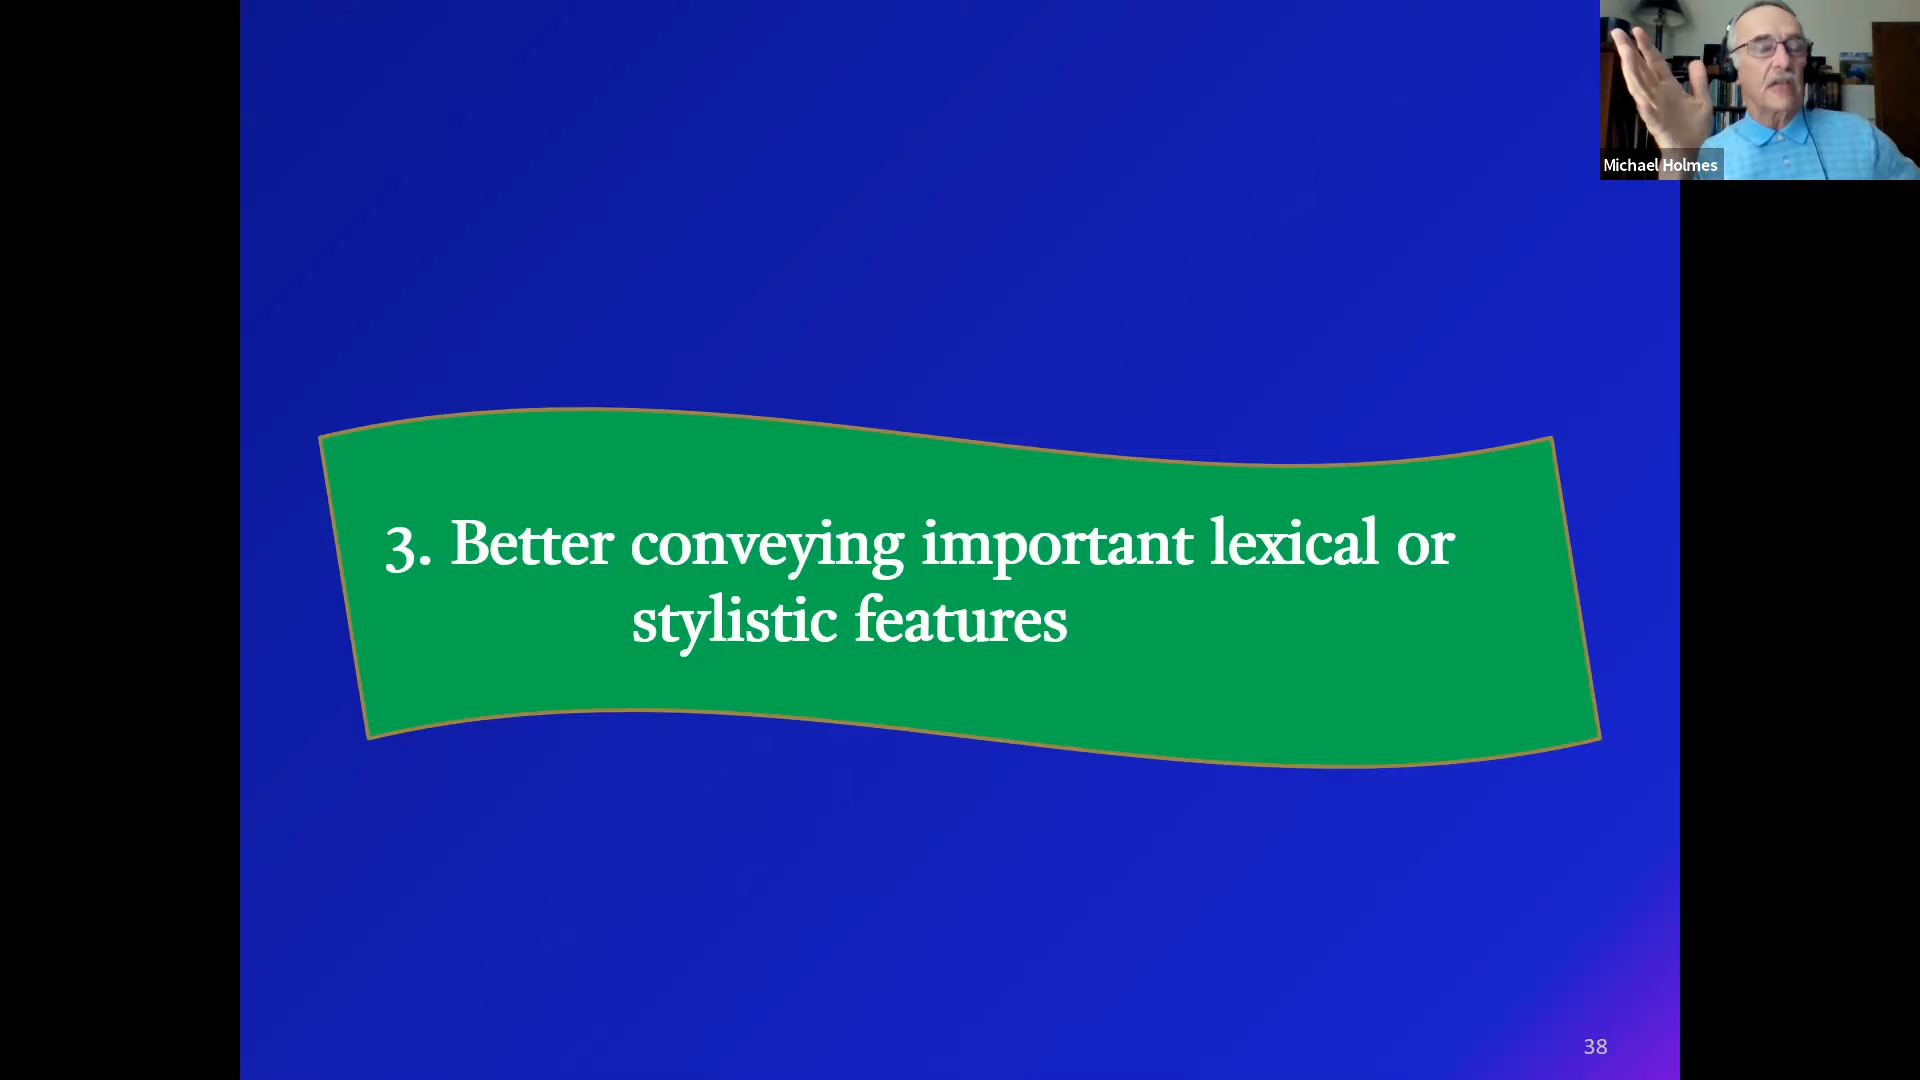 Michael Holmes
3. Better conveying important lexical or
stylistic features
38